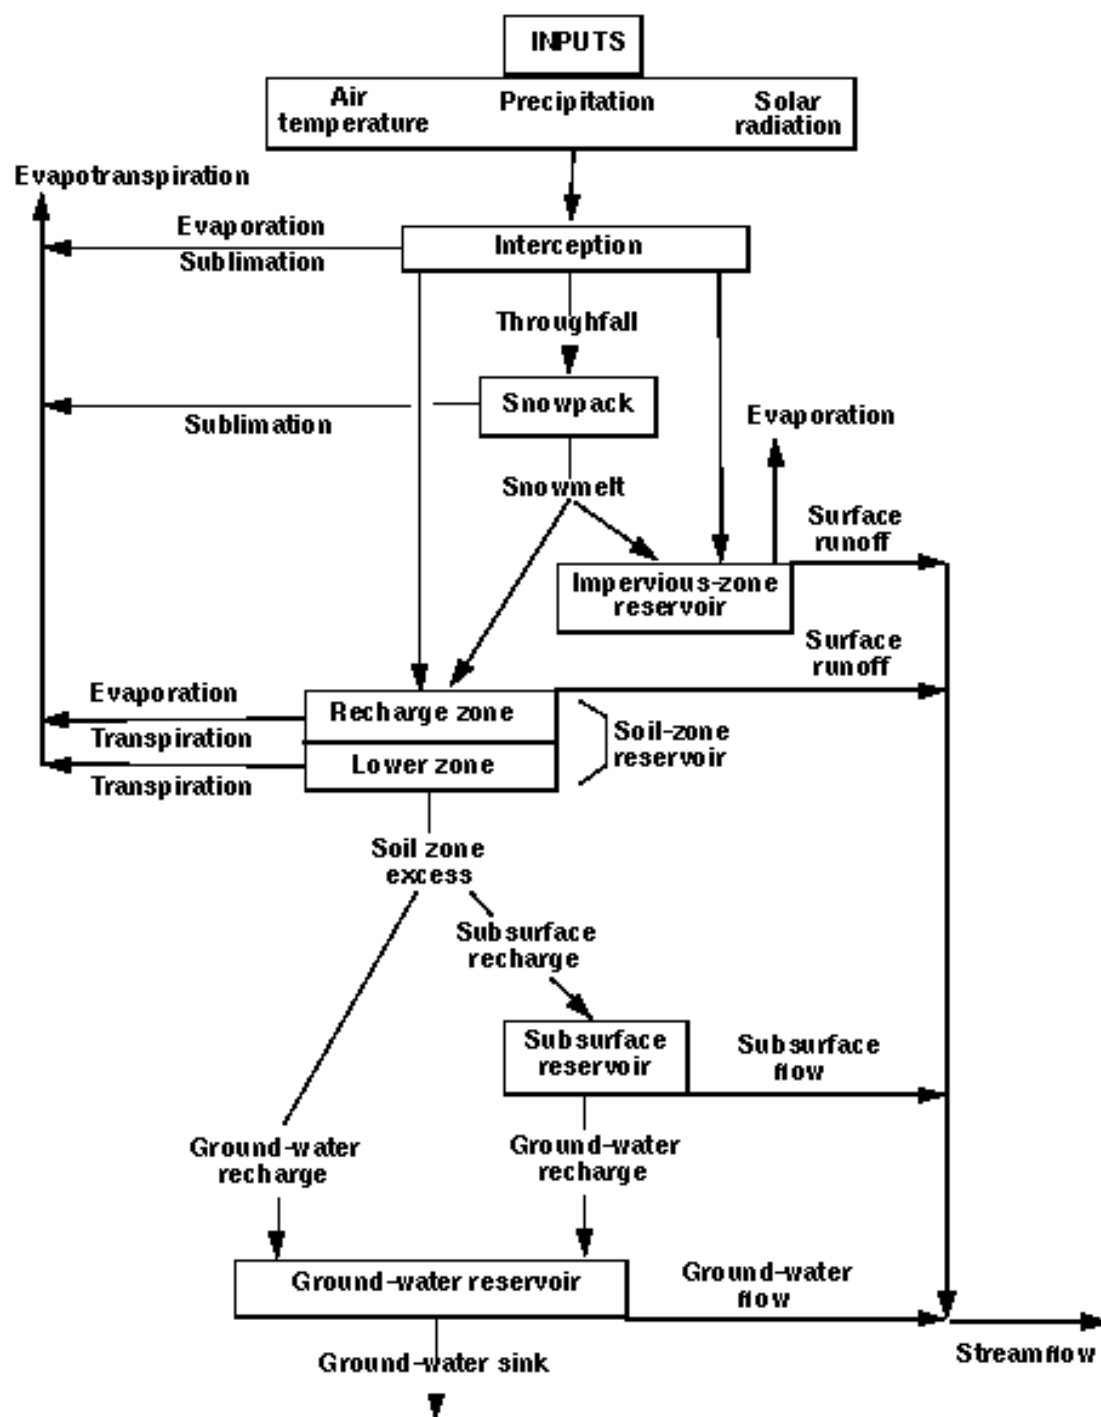 INPUTS
Air
temperature
Precipitation
Solar
radiation
Evapotranspiration
Evaporation
Sublimation
Interception
Throughfall
Snowpack
Sublimation
Evaporation
Snowmelt
Surface
runoff
Impervious-zone
reservoir
Surface
runoff
Evaporation
Transpiration
Recharge zone
Soil-zone
reservoir
Lower zone
Transpiration
Soil zone
excess
Subsurface
recharge
Subsurface
reservoir
Subsurface
flow
Ground-water
recharge
Ground-water
recharge
Ground-water reservoir
Ground-water
flow
Streamflow
Ground-water sink